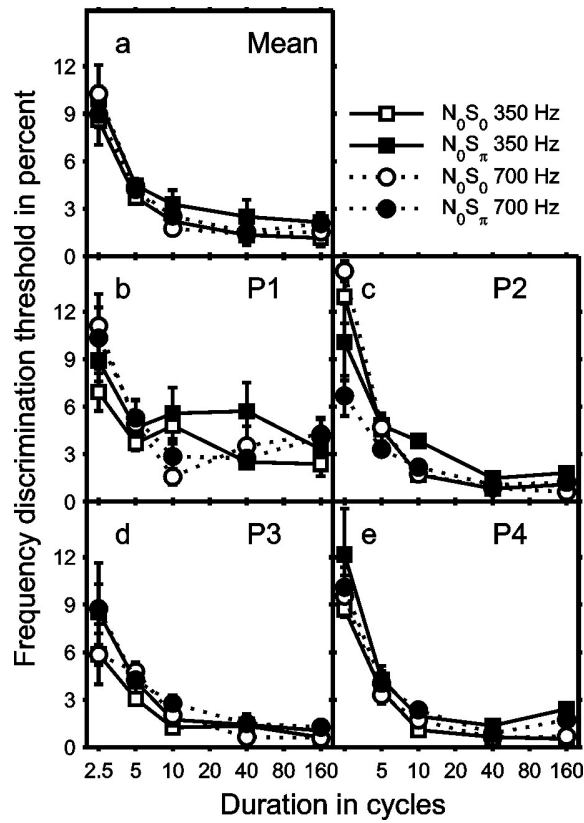 a Mean
12
9
6
3
0
N₀S₀ 350 Hz
N₀Sπ 350 Hz
N₀S₀ 700 Hz
N₀Sπ 700 Hz
b P1
12
9
6
3
0
c P2
d P3
12
9
6
3
0
e P4
2.5 5 10 20 40 80 160
5 10 20 40 80 160
Duration in cycles
Frequency discrimination threshold in percent